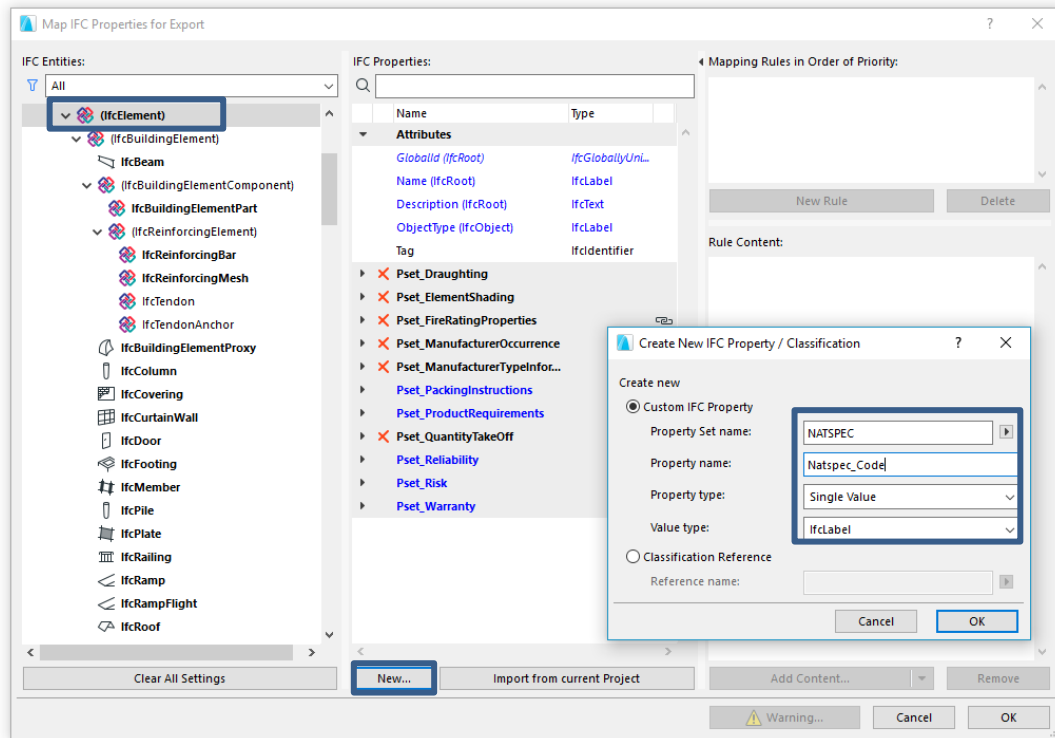 Map IFC Properties for Export
?
IFC Entities:
All
(IfcElement)
(IfcBuildingElement)
IfcBeam
(IfcBuildingElementComponent)
IfcBuildingElementPart
(IfcReinforcingElement)
IfcReinforcingBar
IfcReinforcingMesh
IfcTendon
IfcTendonAnchor
IfcBuildingElementProxy
IfcColumn
IfcCovering
IfcCurtainWall
IfcDoor
IfcFooting
IfcMember
IfcPile
IfcPlate
IfcRailing
IfcRamp
IfcRampFlight
IfcRoof
Clear All Settings
IFC Properties:
Name Type
Attributes
GlobalId (IfcRoot) IfcGloballyUni...
Name (IfcRoot) IfcLabel
Description (IfcRoot) IfcText
ObjectType (IfcObject) IfcLabel
Tag IfcIdentifier
Pset_Draughting
Pset_ElementShading
Pset_FireRatingProperties
Pset_ManufacturerOccurrence
Pset_ManufacturerTypeInfor...
Pset_PackingInstructions
Pset_ProductRequirements
Pset_QuantityTakeOff
Pset_Reliability
Pset_Risk
Pset_Warranty
New... Import from current Project
Mapping Rules in Order of Priority:
New Rule Delete
Rule Content:
Add Content... Remove
Warning... Cancel OK
Create New IFC Property / Classification ?
Create new
Custom IFC Property
Property Set name: NATSPEC
Property name: Natspec_Code
Property type: Single Value
Value type: IfcLabel
Classification Reference
Reference name:
Cancel OK